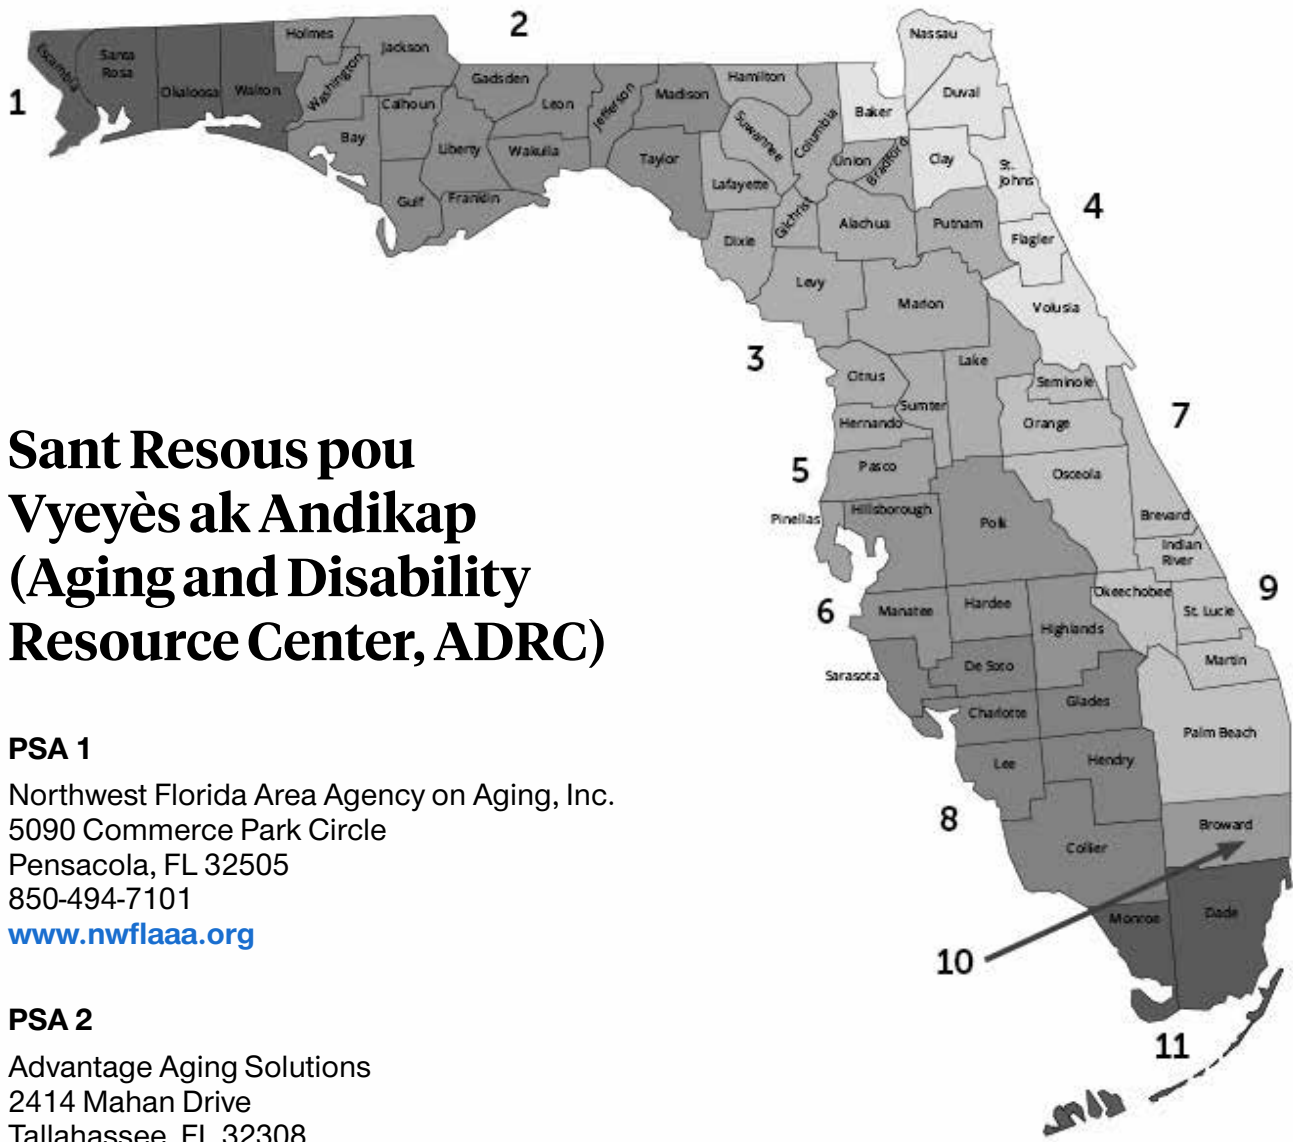 2
1
Escambia
Santa
Rosa
Okaloosa
Walton
Holmes
Washington
Jackson
Bay
Calhoun
Gulf
Liberty
Gadsden
Franklin
Leon
Wakulla
Jefferson
Madison
Taylor
Hamilton
Suwannee
Lafayette
Dixie
Columbia
Gilchrist
Baker
Union
Bradford
Alachua
Levy
Nassau
Duval
Clay
St.
Johns
Putnam
Flagler
Marion
Volusia
4
3
Citrus
Sumter
Lake
Hernando
Seminole
Orange
7
Pasco
5
Osceola
Pinellas
Hillsborough
Polk
Brevard
Indian
River
9
6
Manatee
Hardee
Highlands
Okeechobee
St. Lucie
Sarasota
De Soto
Martin
Charlotte
Glades
Palm Beach
Lee
Hendry
8
Collier
Broward
Monroe
Dade
10
11
Sant Resous pou
Vyeyès ak Andikap
(Aging and Disability
Resource Center, ADRC)
PSA 1
Northwest Florida Area Agency on Aging, Inc.
5090 Commerce Park Circle
Pensacola, FL 32505
850-494-7101
www.nwflaaa.org
PSA 2
Advantage Aging Solutions
2414 Mahan Drive
Tallahassee, FL 32308